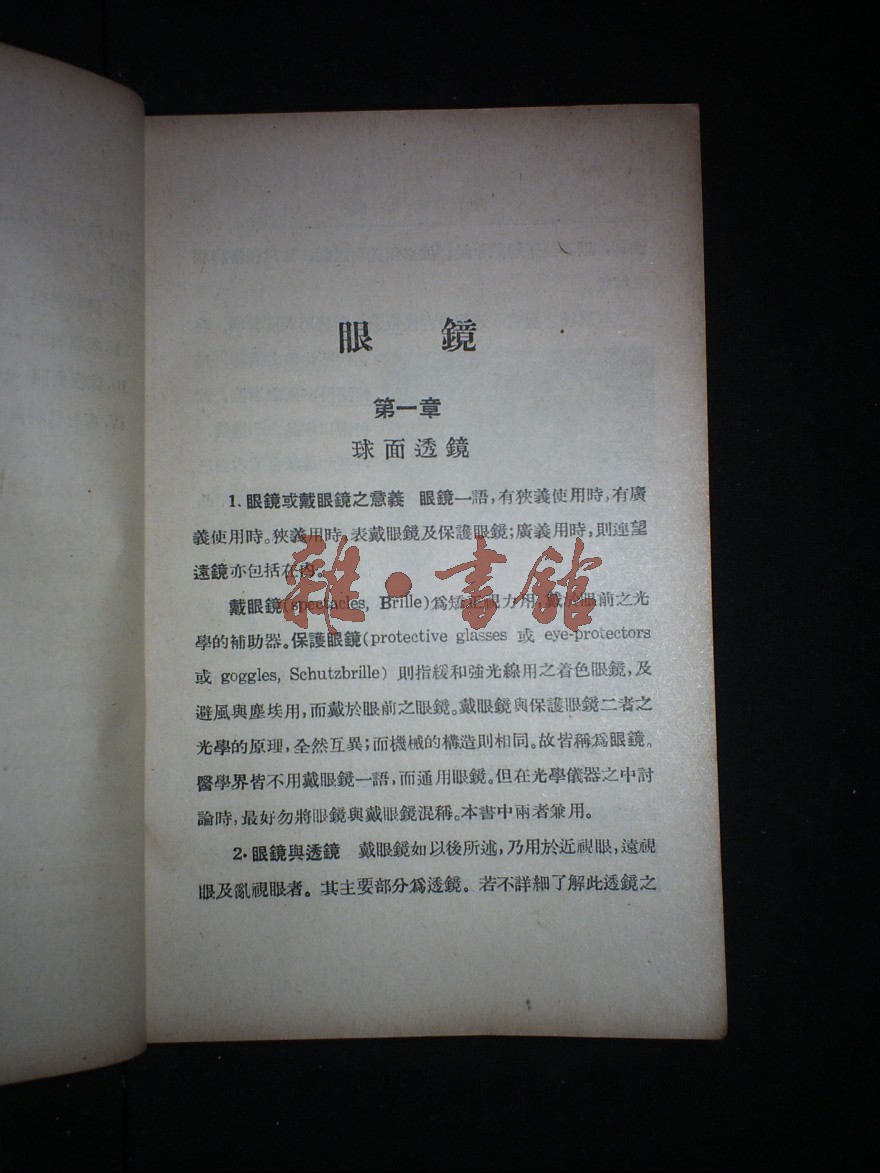 眼 鏡
第一章
球面透鏡
1. 眼鏡或戴眼鏡之意義 眼鏡一語,有狹義使用時,有廣
義使用時。狹義用時,表戴眼鏡及保護眼鏡;廣義用時,則連望
遠鏡亦包括在內。
戴眼鏡(spectacles, Brille)爲矯正視力用,戴於眼前之光
學的補助器。保護眼鏡(protective glasses 或 eye-protectors
或 goggles, Schutzbrille) 則指緩和強光線用之着色眼鏡,及
避風與塵埃用,而戴於眼前之眼鏡。戴眼鏡與保護眼鏡二者之
光學的原理,全然互異;而機械的構造則相同。故皆稱爲眼鏡。
醫學界皆不用戴眼鏡一語,而通用眼鏡。但在光學儀器之中討
論時,最好勿將眼鏡與戴眼鏡混稱。本書中兩者兼用。
2. 眼鏡與透鏡 戴眼鏡如以後所述,乃用於近視眼,遠視
眼及亂視眼者。其主要部分爲透鏡。若不詳細了解此透鏡之
雜·書館